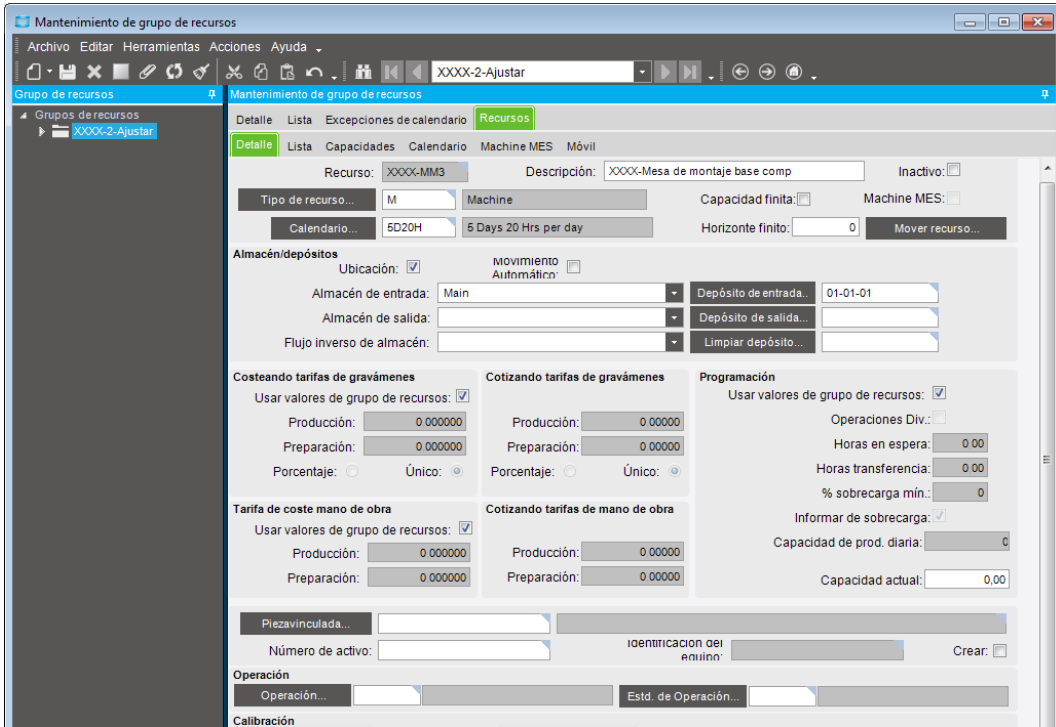 Mantenimiento de grupo de recursos
Archivo Editar Herramientas Acciones Ayuda
XXXX-2-Ajustar
Grupo de recursos
Mantenimiento de grupo de recursos
Grupos de recursos
XXXX-2-Ajustar
Detalle Lista Excepciones de calendario Recursos
Detalle Lista Capacidades Calendario Machine MES Móvil
Recurso: XXXX-MM3 Descripción: XXXX-Mesa de montaje base comp Inactivo:
Tipo de recurso... M Machine Capacidad finita: Machine MES:
Calendario... 5D20H 5 Days 20 Hrs per day Horizonte finito: 0 Mover recurso...
Almacén/depósitos
Ubicación: Movimiento Automático:
Almacén de entrada: Main Depósito de entrada.. 01-01-01
Almacén de salida: Depósito de salida...
Flujo inverso de almacén: Limpiar depósito...
Costeando tarifas de gravámenes Cotizando tarifas de gravámenes Programación
Usar valores de grupo de recursos: Usar valores de grupo de recursos:
Producción: 0 000000 Producción: 0 00000 Operaciones Div.:
Preparación: 0 000000 Preparación: 0 00000 Horas en espera: 0 00
Porcentaje: Único: Porcentaje: Único: Horas transferencia: 0 00
% sobrecarga mín.: 0
Tarifa de coste mano de obra Cotizando tarifas de mano de obra Informar de sobrecarga:
Usar valores de grupo de recursos:
Producción: 0 000000 Producción: 0 00000 Capacidad de prod. diaria: 0
Preparación: 0 000000 Preparación: 0 00000 Capacidad actual: 0,00
Piezavinculada...
Número de activo: Identificación del equipo: Crear:
Operación
Operación... Estd. de Operación...
Calibración